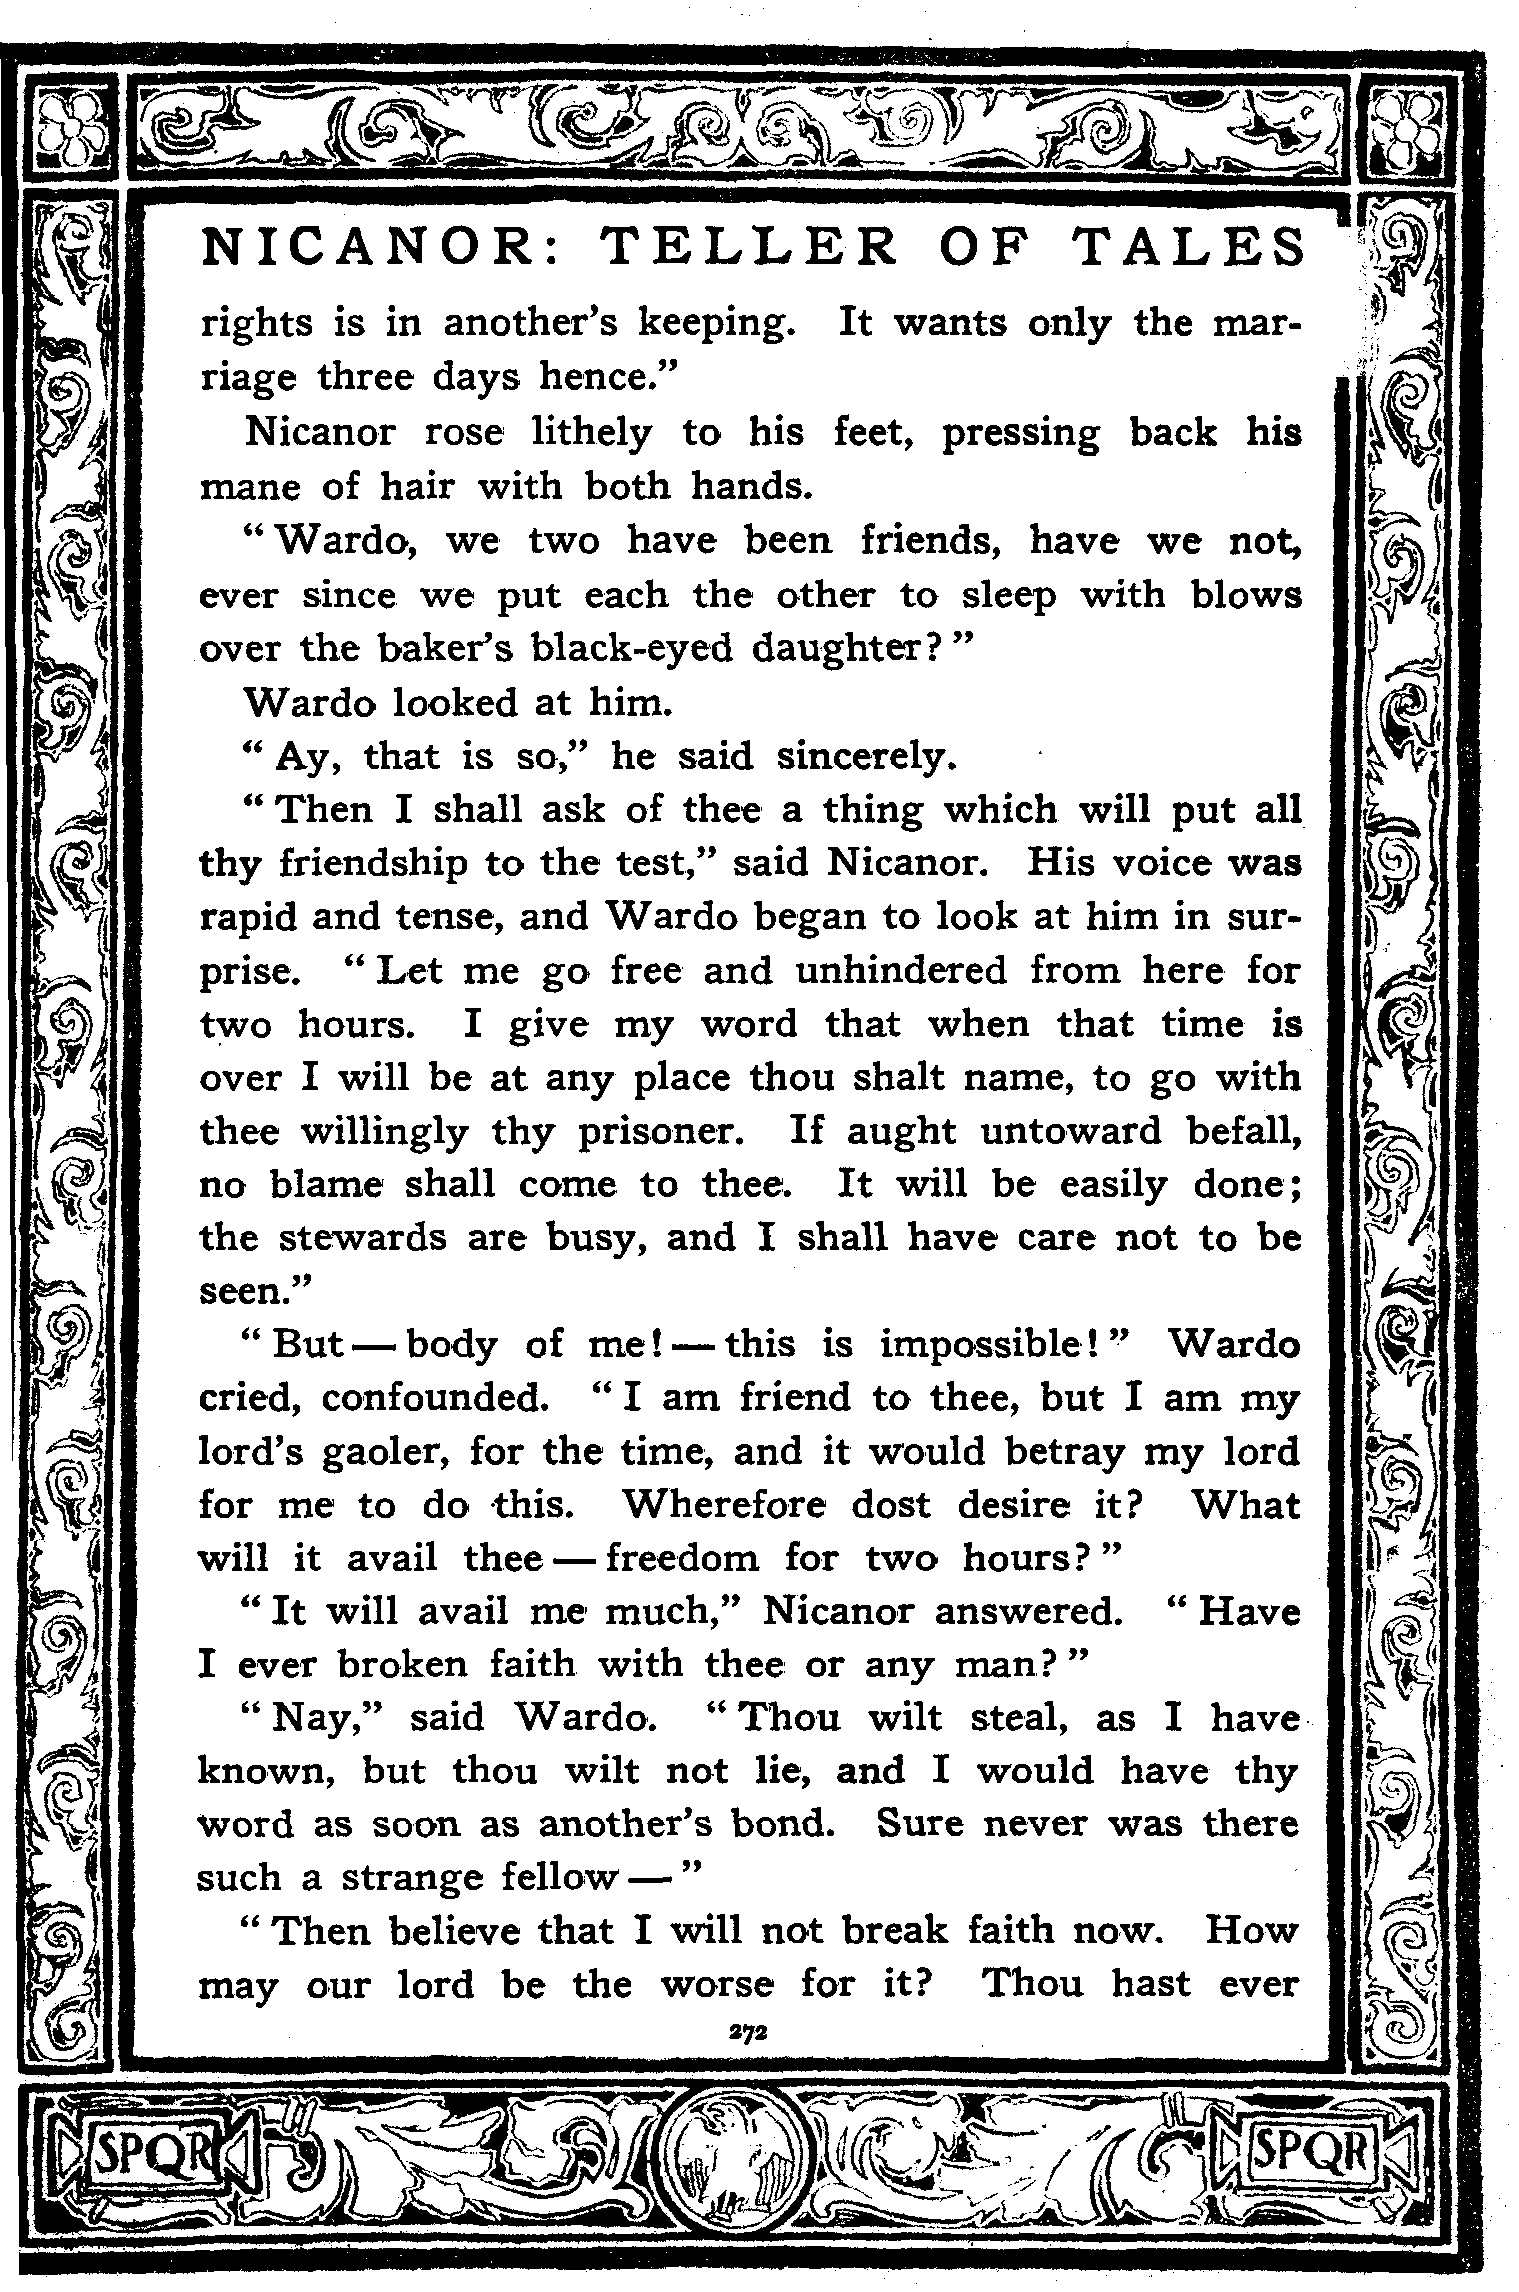 NICANOR: TELLER OF TALES
rights is in another's keeping. It wants only the mar-
riage three days hence."
Nicanor rose lithely to his feet, pressing back his
mane of hair with both hands.
"Wardo, we two have been friends, have we not,
ever since we put each the other to sleep with blows
over the baker's black-eyed daughter?"
Wardo looked at him.
"Ay, that is so," he said sincerely.
"Then I shall ask of thee a thing which will put all
thy friendship to the test," said Nicanor. His voice was
rapid and tense, and Wardo began to look at him in sur-
prise. "Let me go free and unhindered from here for
two hours. I give my word that when that time is
over I will be at any place thou shalt name, to go with
thee willingly thy prisoner. If aught untoward befall,
no blame shall come to thee. It will be easily done;
the stewards are busy, and I shall have care not to be
seen."
"But—body of me!—this is impossible!" Wardo
cried, confounded. "I am friend to thee, but I am my
lord's gaoler, for the time, and it would betray my lord
for me to do this. Wherefore dost desire it? What
will it avail thee—freedom for two hours?"
"It will avail me much," Nicanor answered. "Have
I ever broken faith with thee or any man?"
"Nay," said Wardo. "Thou wilt steal, as I have
known, but thou wilt not lie, and I would have thy
word as soon as another's bond. Sure never was there
such a strange fellow—"
"Then believe that I will not break faith now. How
may our lord be the worse for it? Thou hast ever
272
SPQR SPQR